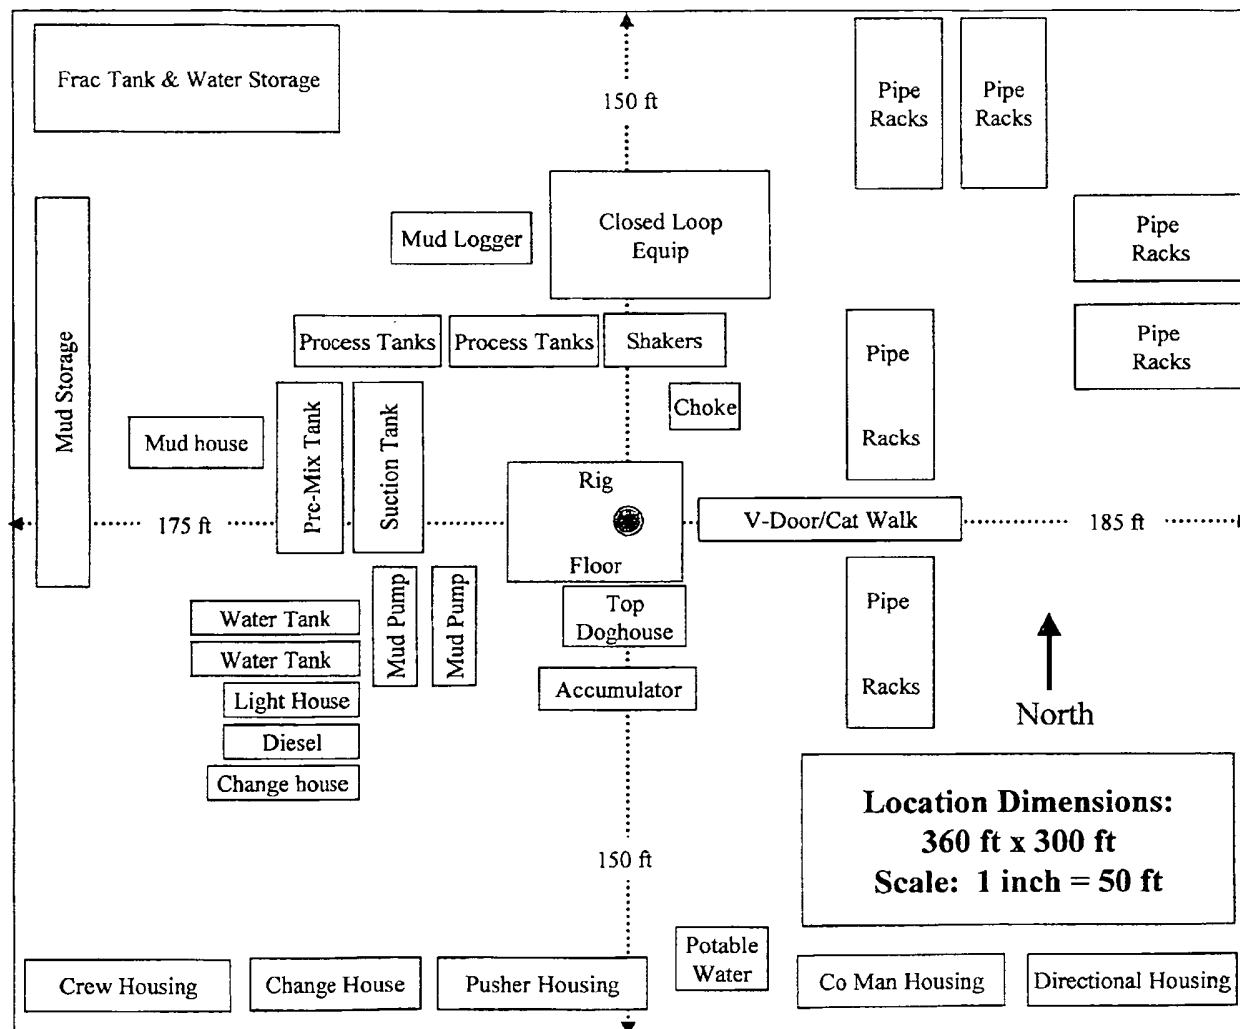 Frac Tank & Water Storage
150 ft
Pipe
Racks
Pipe
Racks
Mud Logger
Closed Loop
Equip
Pipe
Racks
Mud Storage
Process Tanks
Process Tanks
Shakers
Pipe
Racks
Pipe
Racks
Choke
Mud house
Pre-Mix Tank
Suction Tank
Rig
Floor
175 ft
V-Door/Cat Walk
185 ft
Water Tank
Water Tank
Light House
Diesel
Change house
Mud Pump
Mud Pump
Top
Doghouse
Accumulator
Pipe
Racks
North
Location Dimensions:
360 ft x 300 ft
Scale: 1 inch = 50 ft
150 ft
Crew Housing
Change House
Pusher Housing
Potable
Water
Co Man Housing
Directional Housing